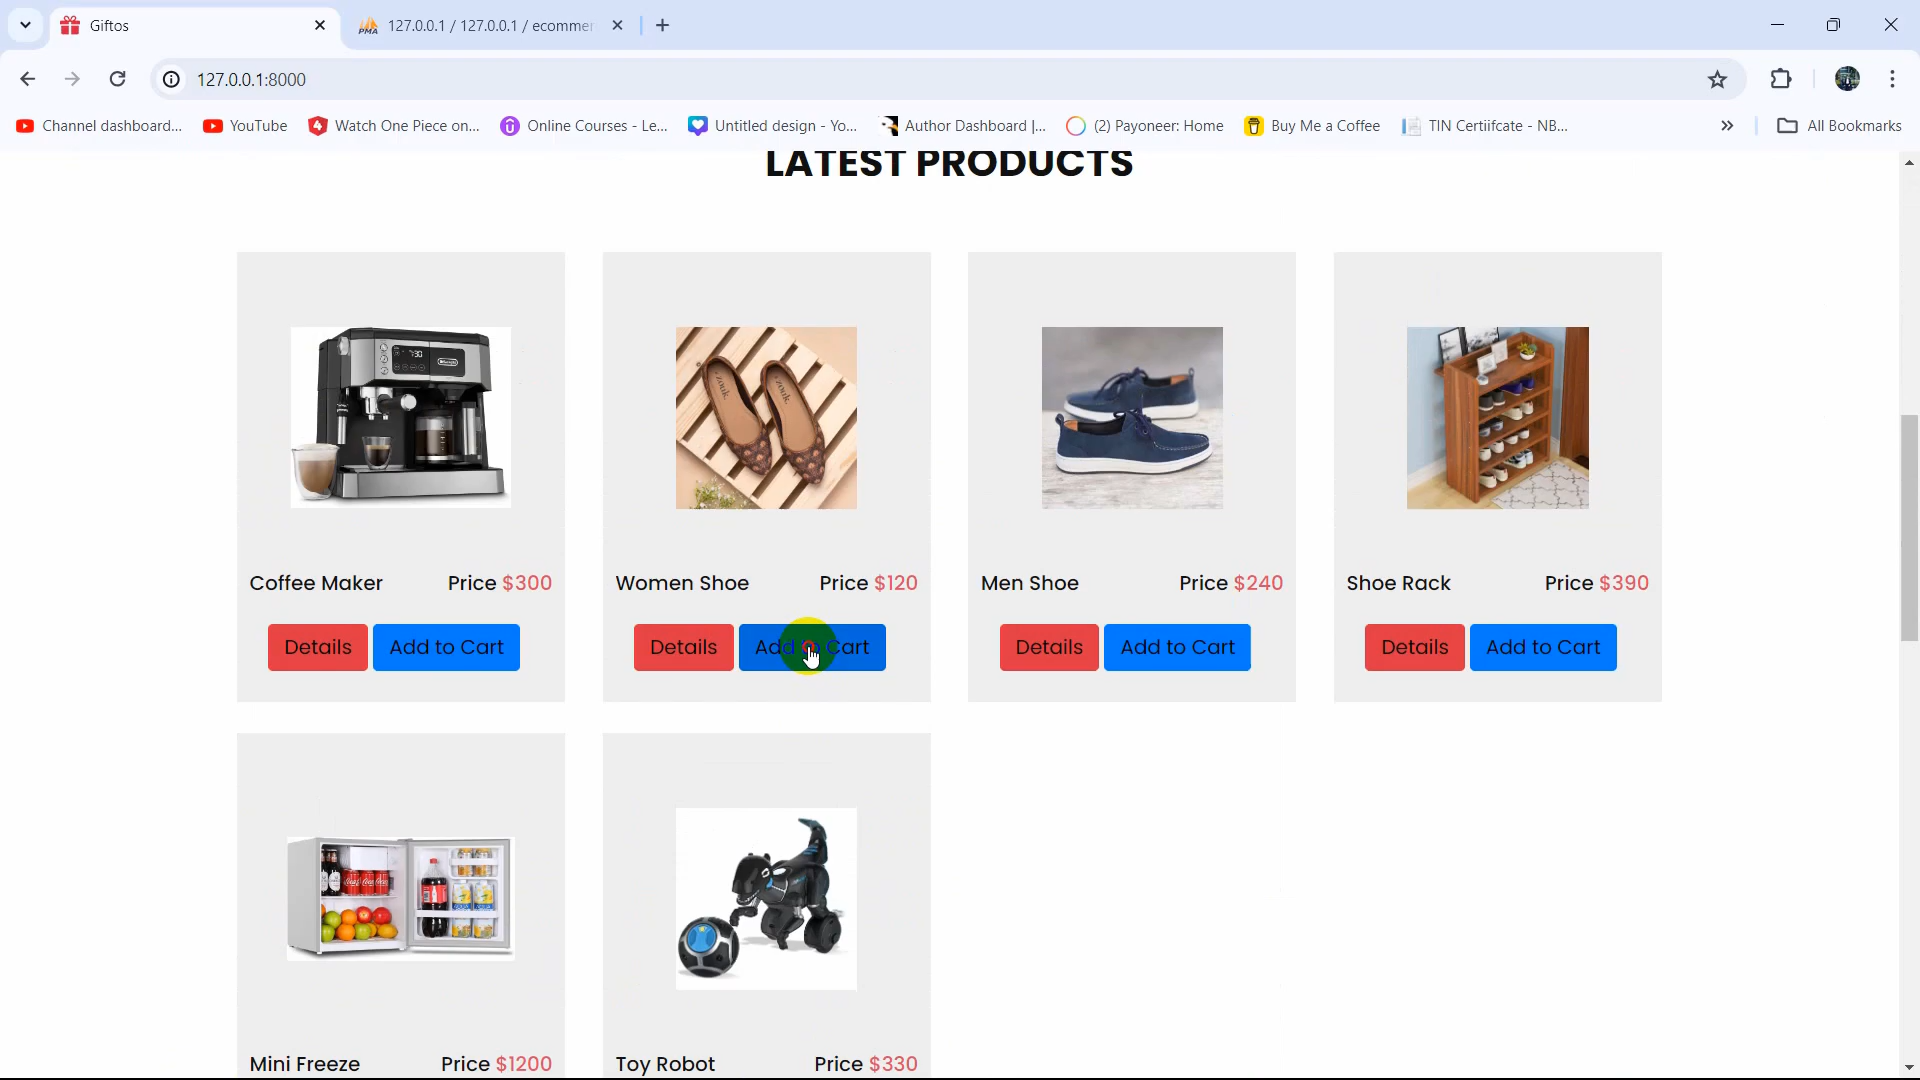 Giftos
127.0.0.1 / 127.0.0.1 / ecommer
127.0.0.1:8000
Channel dashboard...
YouTube
Watch One Piece on...
Online Courses - Le...
Untitled design - Yo...
Author Dashboard |...
(2) Payoneer: Home
Buy Me a Coffee
TIN Certiifcate - NB...
All Bookmarks
LATEST PRODUCTS
Coffee Maker Price $300
Details Add to Cart
Women Shoe Price $120
Details Add to Cart
Men Shoe Price $240
Details Add to Cart
Shoe Rack Price $390
Details Add to Cart
Mini Freeze Price $1200
Toy Robot Price $330